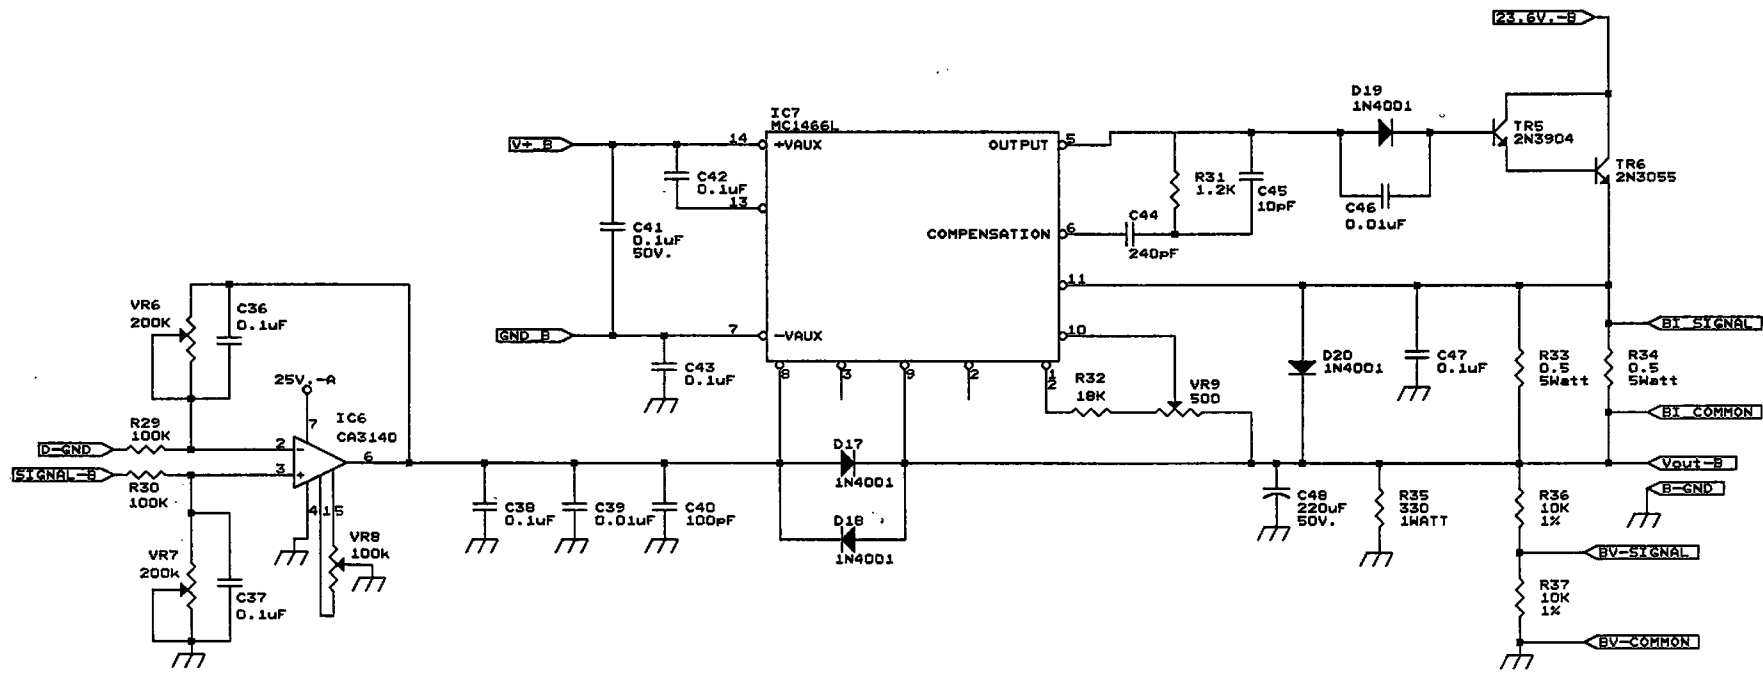 23.6V.-B
D19
1N4001
TR5
2N3904
TR6
2N3055
IC7
MC1466L
V+_B
14
+VAUX
OUTPUT
5
C42
0.1uF
13
R31
1.2K
C45
10pF
C46
0.01uF
C41
0.1uF
50V.
C44
240pF
COMPENSATION
6
11
VR6
200K
C36
0.1uF
GND_B
7
-VAUX
10
BI_SIGNAL
C43
0.1uF
8
3
9
2
1
2
D20
1N4001
C47
0.1uF
R33
0.5
5Watt
R34
0.5
5Watt
R32
18K
VR9
500
25V.-A
7
IC6
CA3140
BI_COMMON
D-GND
R29
100K
2
-
SIGNAL-B
R30
100K
3
+
6
4
1
5
D17
1N4001
Vout-B
B-GND
C38
0.1uF
C39
0.01uF
C40
100pF
D18
1N4001
C48
220uF
50V.
R35
330
1WATT
R36
10K
1%
VR8
100k
VR7
200k
C37
0.1uF
BV-SIGNAL
R37
10K
1%
BV-COMMON